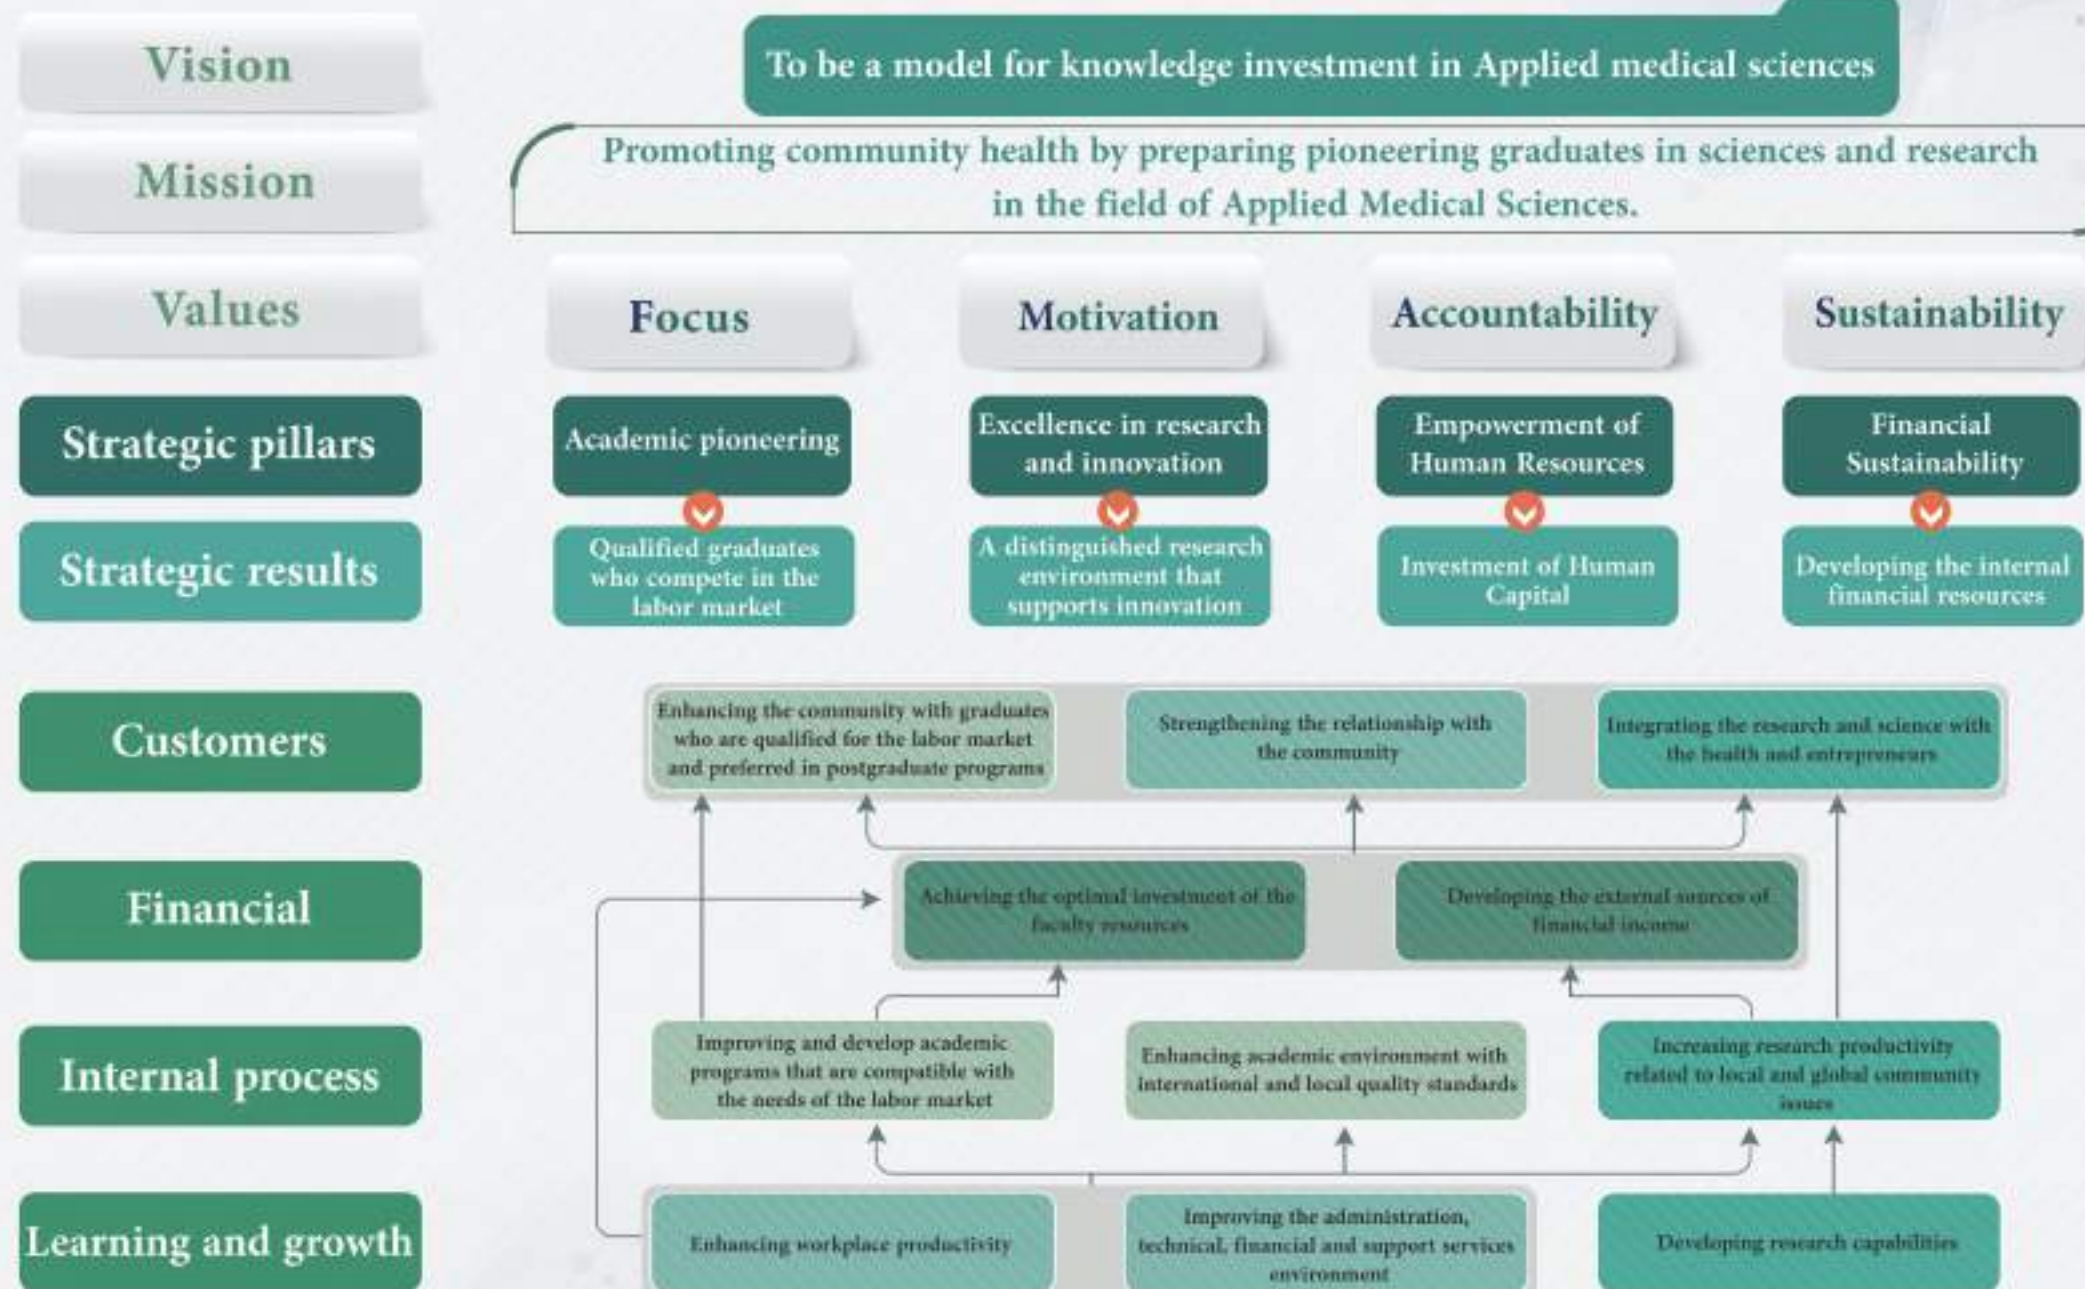 Vision
To be a model for knowledge investment in Applied medical sciences
Mission
Promoting community health by preparing pioneering graduates in sciences and research
in the field of Applied Medical Sciences.
Values
Focus
Motivation
Accountability
Sustainability
Strategic pillars
Academic pioneering
Excellence in research
and innovation
Empowerment of
Human Resources
Financial
Sustainability
Strategic results
Qualified graduates
who compete in the
labor market
A distinguished research
environment that
supports innovation
Investment of Human
Capital
Developing the internal
financial resources
Customers
Enhancing the community with graduates
who are qualified for the labor market
and preferred in postgraduate programs
Strengthening the relationship with
the community
Integrating the research and science with
the health and entrepreneurs
Financial
Achieving the optimal investment of the
faculty resources
Developing the external sources of
financial income
Internal process
Improving and develop academic
programs that are compatible with
the needs of the labor market
Enhancing academic environment with
international and local quality standards
Increasing research productivity
related to local and global community
issues
Learning and growth
Enhancing workplace productivity
Improving the administration,
technical, financial and support services
environment
Developing research capabilities